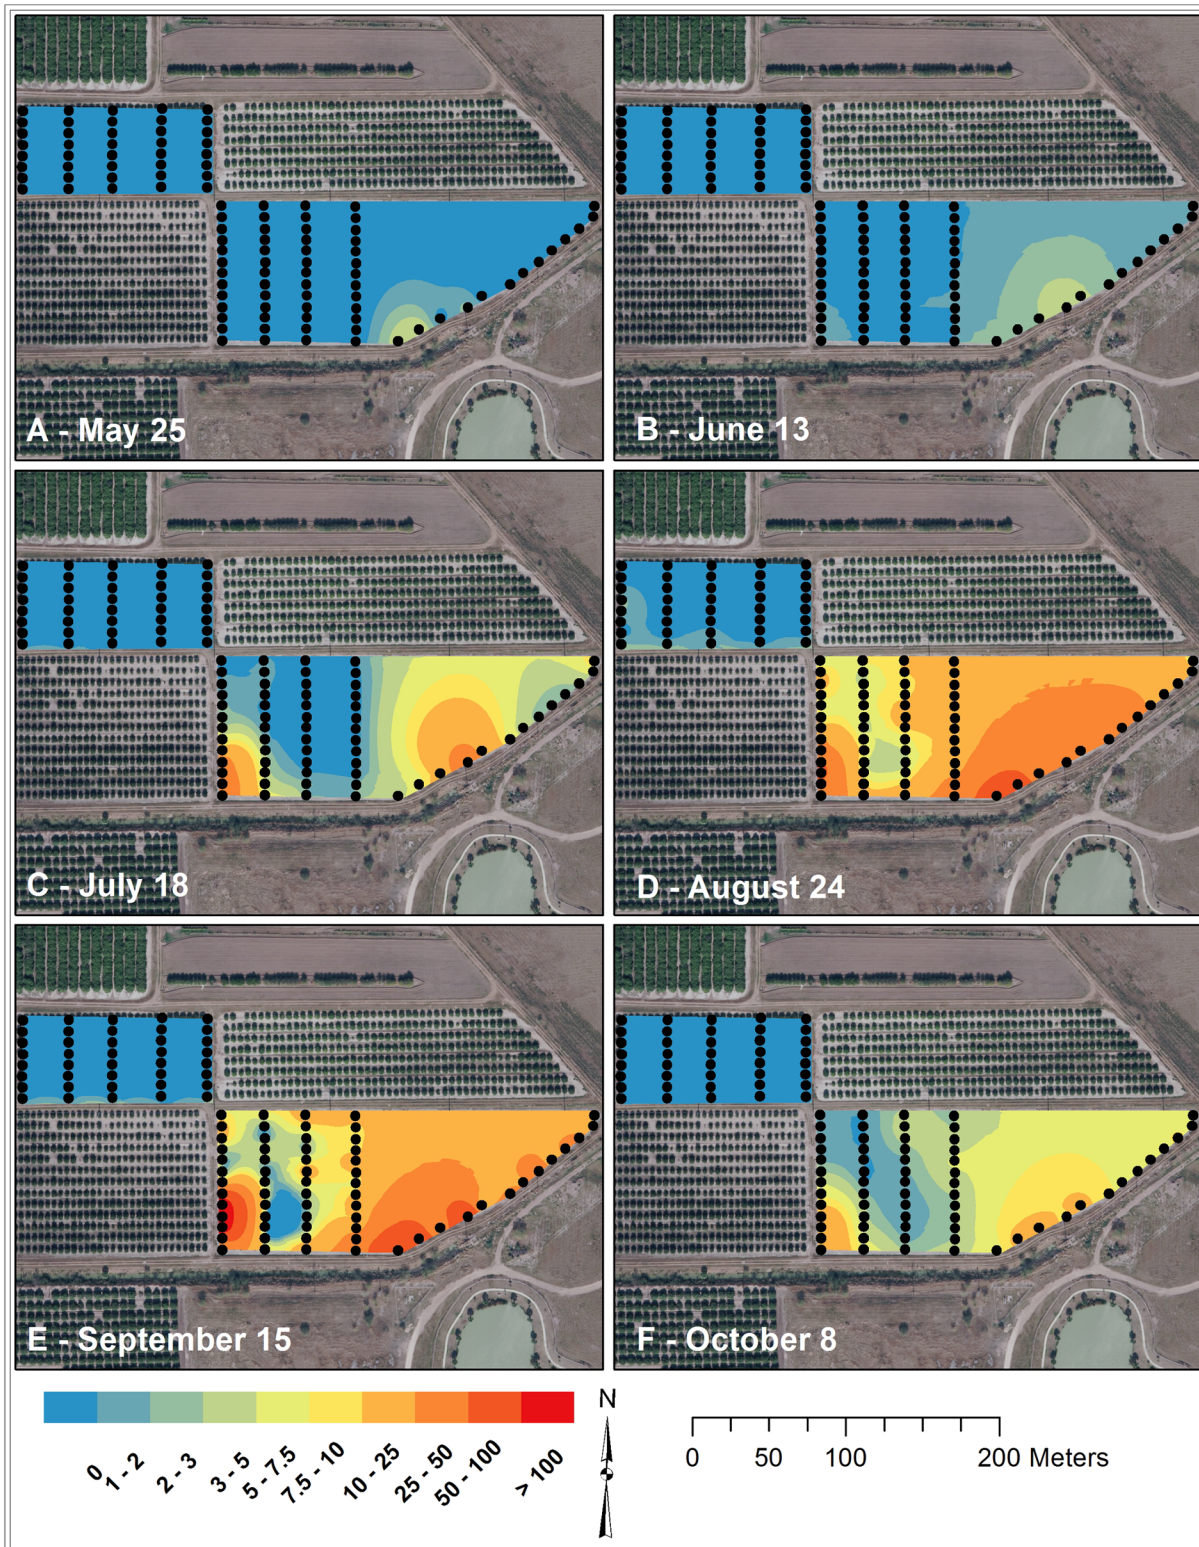 A - May 25
B - June 13
C - July 18
D - August 24
E - September 15
F - October 8
N
0
1 - 2
2 - 3
3 - 5
5 - 7.5
7.5 - 10
10 - 25
25 - 50
50 - 100
> 100
0 50 100 200 Meters